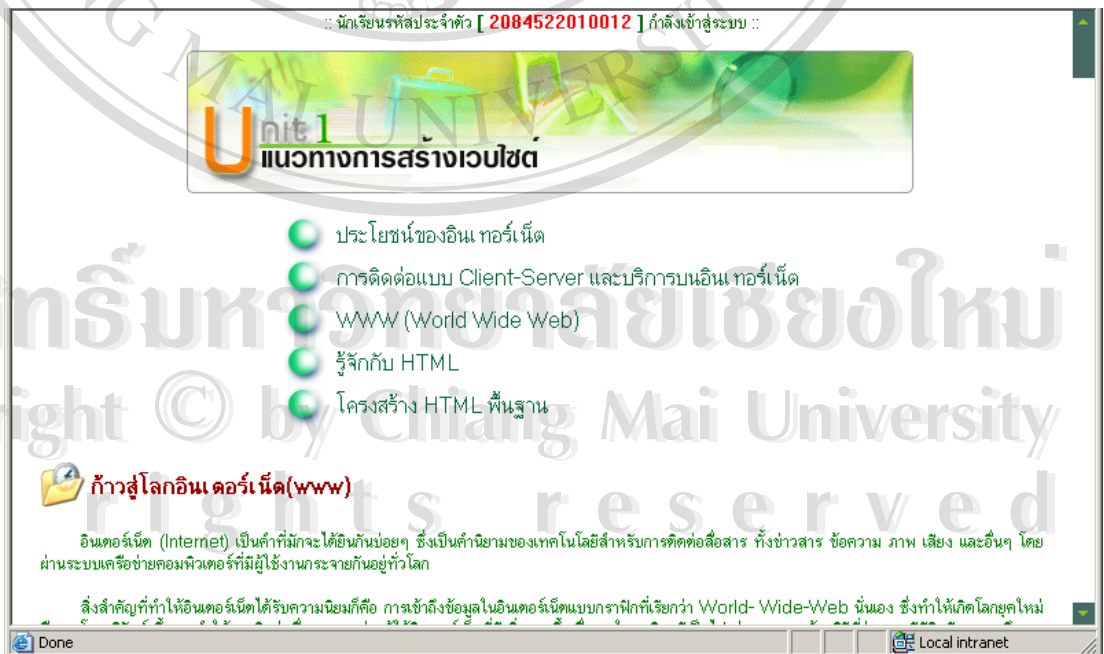 :: นักเรียนรหัสประจำตัว [ 2084522010012 ] กำลังเข้าสู่ระบบ ::
Unit 1
แนวทางการสร้างเวบไซต์
ประโยชน์ของอินเทอร์เน็ต
การติดต่อแบบ Client-Server และบริการบนอินเทอร์เน็ต
WWW (World Wide Web)
รู้จักกับ HTML
โครงสร้าง HTML พื้นฐาน
ก้าวสู่โลกอินเตอร์เน็ต(www)
อินเตอร์เน็ต (Internet) เป็นคำที่มักจะได้ยินกันบ่อยๆ ซึ่งเป็นคำนิยามของเทคโนโลยีสำหรับการติดต่อสื่อสาร ทั้งข่าวสาร ข้อความ ภาพ เสียง และอื่นๆ โดย
ผ่านระบบเครือข่ายคอมพิวเตอร์ที่มีผู้ใช้งานกระจายกันอยู่ทั่วโลก
สิ่งสำคัญที่ทำให้อินเตอร์เน็ตได้รับความนิยมก็คือ การเข้าถึงข้อมูลในอินเตอร์เน็ตแบบกราฟิกที่เรียกว่า World- Wide-Web นั่นเอง ซึ่งทำให้เกิดโลกยุคใหม่
Done
Local intranet
MAI UNIVERS
มหาวิทยาลัยเชียงใหม่
© by Chiang Mai University
rights reserved